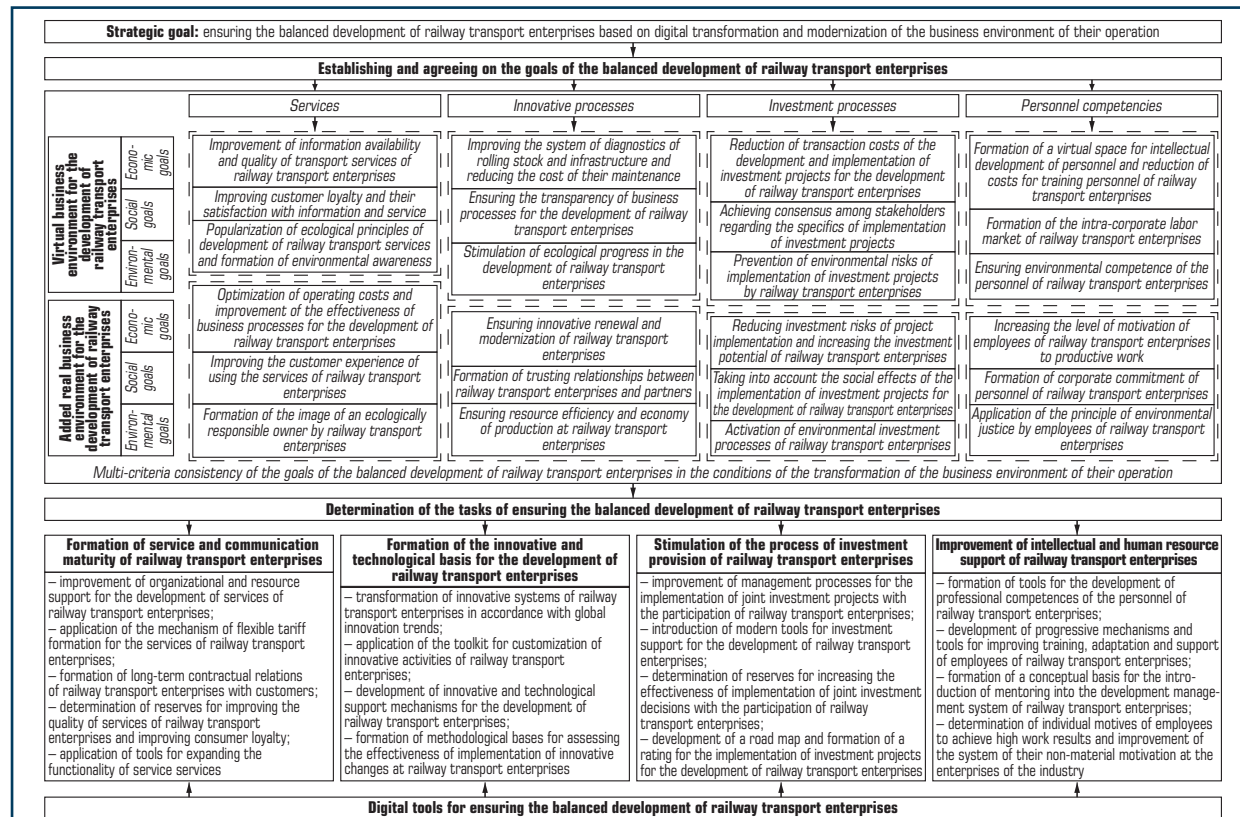 Strategic goal: ensuring the balanced development of railway transport enterprises based on digital transformation and modernization of the business environment of their operation
Establishing and agreeing on the goals of the balanced development of railway transport enterprises
Services
Innovative processes
Investment processes
Personnel competencies
Virtual business
environment for the
development of
railway transport
enterprises
Econo-
mic
goals
Social
goals
Environ-
mental
goals
Improvement of information availability
and quality of transport services of
railway transport enterprises
Improving customer loyalty and their
satisfaction with information and service
Popularization of ecological principles of
development of railway transport services
and formation of environmental awareness
Improving the system of diagnostics of
rolling stock and infrastructure and
reducing the cost of their maintenance
Ensuring the transparency of business
processes for the development of railway
transport enterprises
Stimulation of ecological progress in the
development of railway transport
enterprises
Reduction of transaction costs of
the development and implementation of
investment projects for the development
of railway transport enterprises
Achieving consensus among stakeholders
regarding the specifics of implementation
of investment projects
Prevention of environmental risks of
implementation of investment projects
by railway transport enterprises
Formation of a virtual space for intellectual
development of personnel and reduction of
costs for training personnel of railway
transport enterprises
Formation of the intra-corporate labor
market of railway transport enterprises
Ensuring environmental competence of the
personnel of railway transport enterprises
Added real business
environment for the
development of railway
transport enterprises
Econo-
mic
goals
Social
goals
Environ-
mental
goals
Optimization of operating costs and
improvement of the effectiveness of
business processes for the development of
railway transport enterprises
Improving the customer experience of
using the services of railway transport
enterprises
Formation of the image of an ecologically
responsible owner by railway transport
enterprises
Ensuring innovative renewal and
modernization of railway transport
enterprises
Formation of trusting relationships between
railway transport enterprises and partners
Ensuring resource efficiency and economy
of production at railway transport
enterprises
Reducing investment risks of project
implementation and increasing the investment
potential of railway transport enterprises
Taking into account the social effects of the
implementation of investment projects for
the development of railway transport enterprises
Activation of environmental investment
processes of railway transport enterprises
Increasing the level of motivation of
employees of railway transport enterprises
to productive work
Formation of corporate commitment of
personnel of railway transport enterprises
Application of the principle of environmental
justice by employees of railway transport
enterprises
Multi-criteria consistency of the goals of the balanced development of railway transport enterprises in the conditions of the transformation of the business environment of their operation
Determination of the tasks of ensuring the balanced development of railway transport enterprises
Formation of service and communication
maturity of railway transport enterprises
– improvement of organizational and resource
support for the development of services of
railway transport enterprises;
– application of the mechanism of flexible tariff
formation for the services of railway transport
enterprises;
– formation of long-term contractual relations
of railway transport enterprises with customers;
– determination of reserves for improving the
quality of services of railway transport
enterprises and improving consumer loyalty;
– application of tools for expanding the
functionality of service services
Formation of the innovative and
technological basis for the development of
railway transport enterprises
– transformation of innovative systems of railway
transport enterprises in accordance with global
innovation trends;
– application of the toolkit for customization of
innovative activities of railway transport
enterprises;
– development of innovative and technological
support mechanisms for the development of
railway transport enterprises;
– formation of methodological bases for assessing
the effectiveness of implementation of innovative
changes at railway transport enterprises
Stimulation of the process of investment
provision of railway transport enterprises
– improvement of management processes for the
implementation of joint investment projects with
the participation of railway transport enterprises;
– introduction of modern tools for investment
support for the development of railway transport
enterprises;
– determination of reserves for increasing the
effectiveness of implementation of joint investment
decisions with the participation of railway
transport enterprises;
– development of a road map and formation of a
rating for the implementation of investment projects
for the development of railway transport enterprises
Improvement of intellectual and human resource
support of railway transport enterprises
– formation of tools for the development of
professional competences of the personnel of
railway transport enterprises;
– development of progressive mechanisms and
tools for improving training, adaptation and support
of employees of railway transport enterprises;
– formation of a conceptual basis for the intro-
duction of mentoring into the development manage-
ment system of railway transport enterprises;
– determination of individual motives of employees
to achieve high work results and improvement of
the system of their non-material motivation at the
enterprises of the industry
Digital tools for ensuring the balanced development of railway transport enterprises